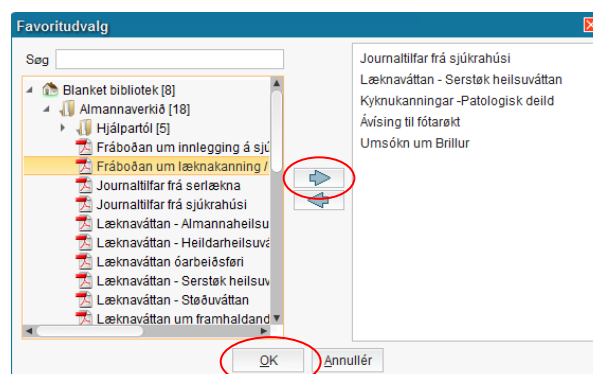 Favoritudvalg
Søg
Blanket bibliotek [8]
Almannaverkið [18]
Hjálpartól [5]
Fráboðan um innlegging á sjú
Fráboðan um læknakanning /
Journaltilfar frá serlækna
Journaltilfar frá sjúkrahúsi
Læknaváttan - Almannaheilsu
Læknaváttan - Heildarheilsuvá
Læknaváttan óarbeiðsføri
Læknaváttan - Serstøk heilsuv
Læknaváttan - Støðuváttan
Læknaváttan um framhaldand
Journaltilfar frá sjúkrahúsi
Læknaváttan - Serstøk heilsuváttan
Kyknukanningar -Patologisk deild
Ávísing til fótarøkt
Umsókn um Brillur
OK
Annullér